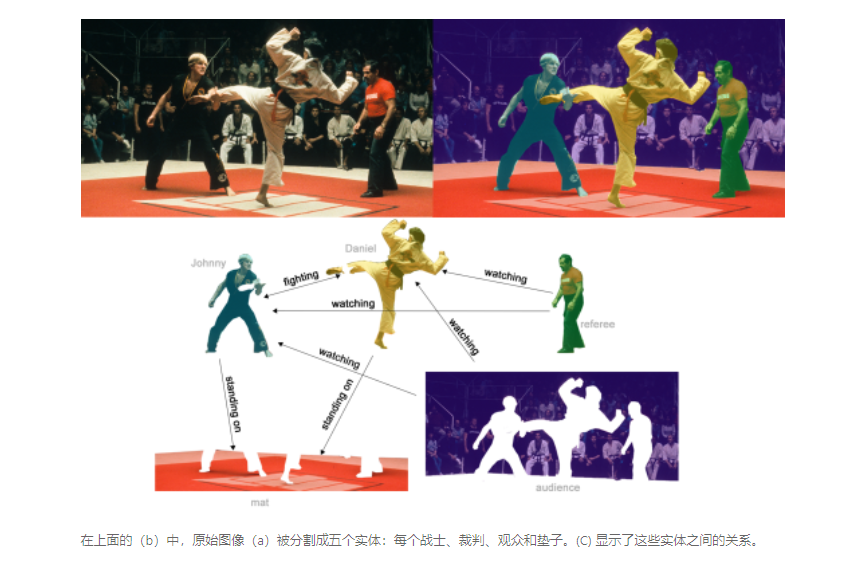 Daniel
Johnny
fighting
watching
watching
referee
watching
watching
standing on
standing on
audience
mat
在上面的（b）中，原始图像（a）被分割成五个实体：每个战士、裁判、观众和垫子。(C) 显示了这些实体之间的关系。